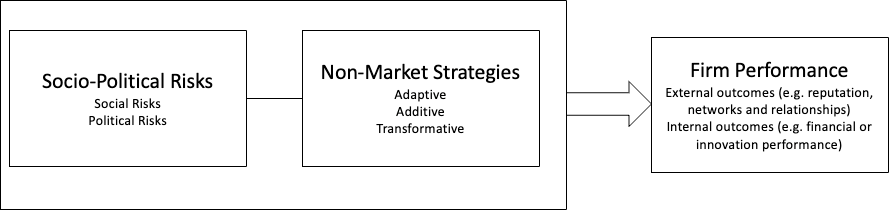 Socio-Political Risks
Social Risks
Political Risks
Non-Market Strategies
Adaptive
Additive
Transformative
Firm Performance
External outcomes (e.g. reputation,
networks and relationships)
Internal outcomes (e.g. financial or
innovation performance)